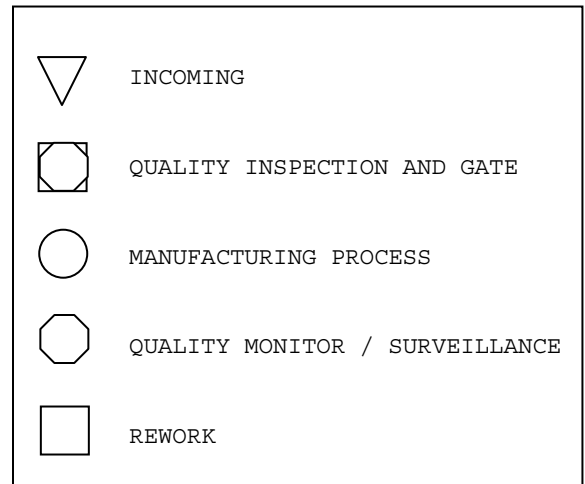 INCOMING
QUALITY INSPECTION AND GATE
MANUFACTURING PROCESS
QUALITY MONITOR / SURVEILLANCE
REWORK